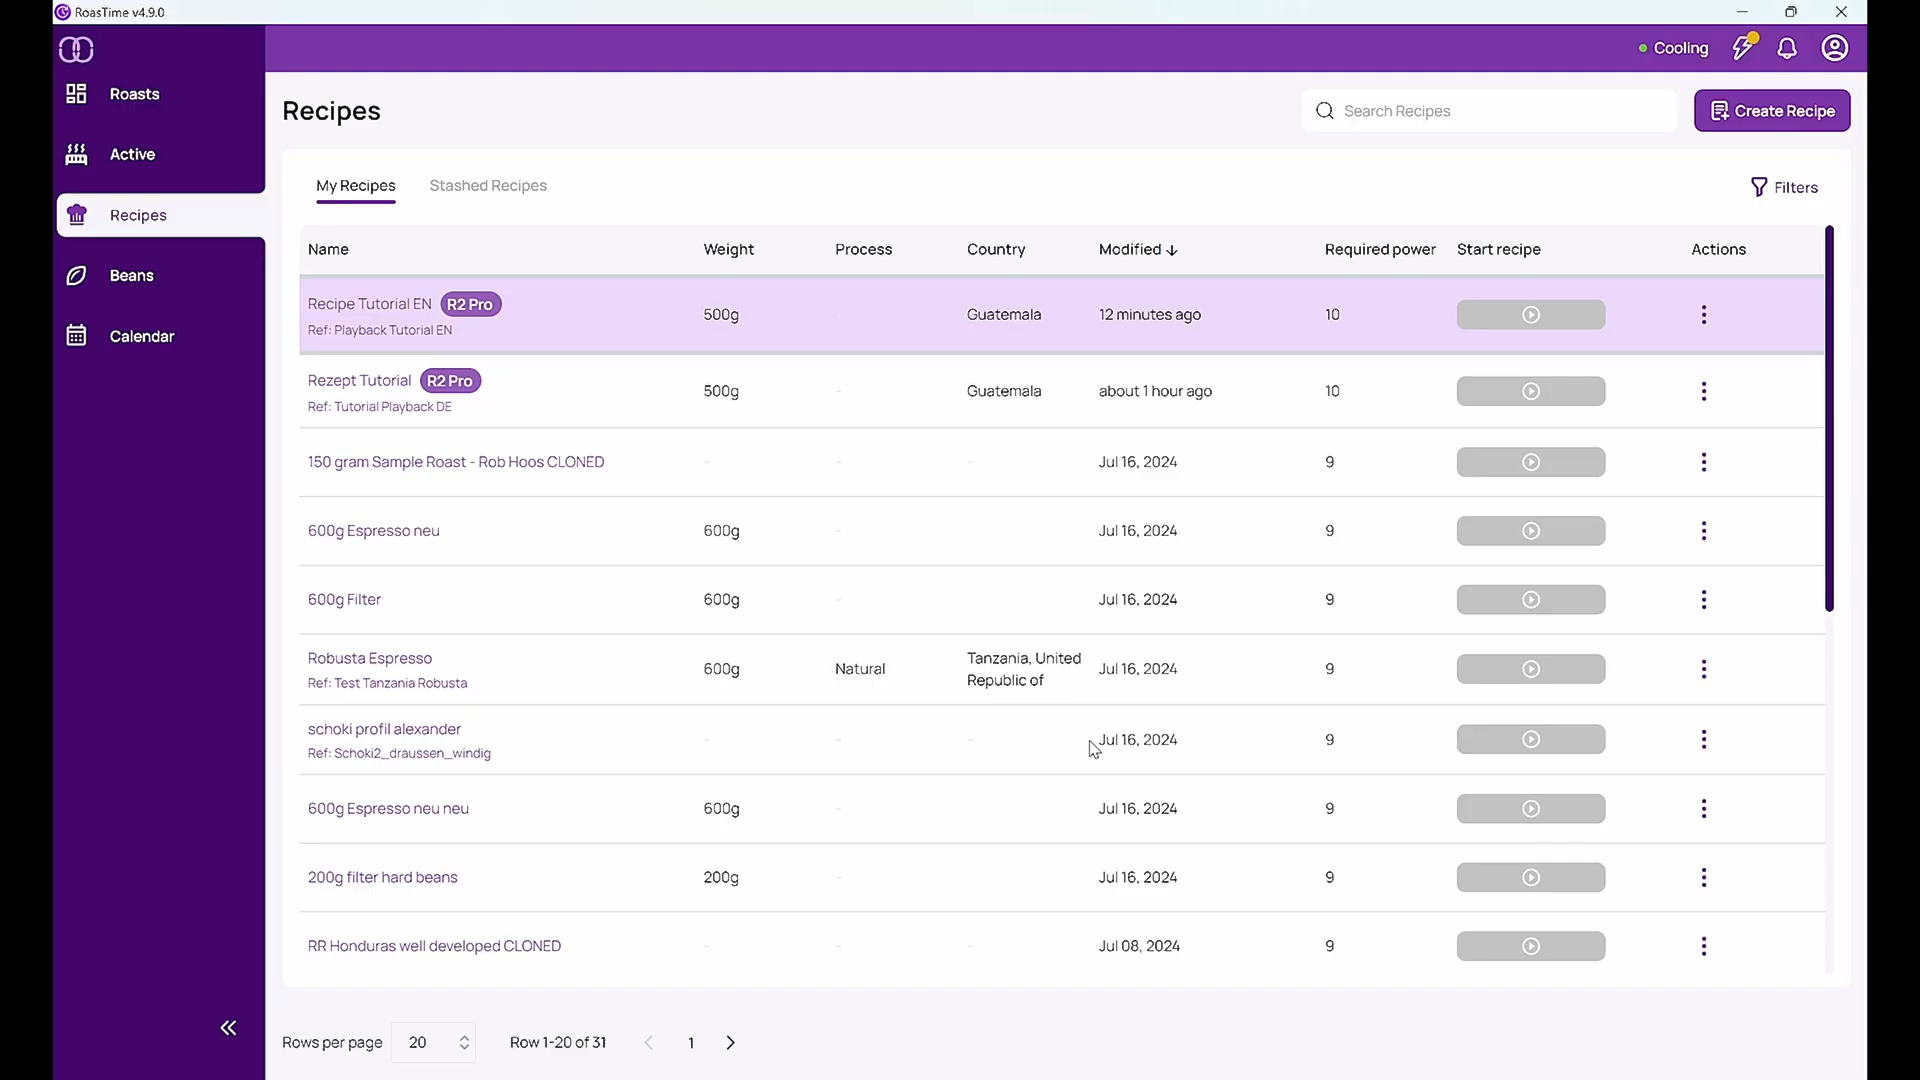 RoasTime v4.9.0
Cooling
Roasts
Active
Recipes
Beans
Calendar
Recipes
Search Recipes
Create Recipe
My Recipes Stashed Recipes
Filters
Name Weight Process Country Modified ↓ Required power Start recipe Actions
Recipe Tutorial EN R2 Pro
Ref: Playback Tutorial EN
500g Guatemala 12 minutes ago 10
Rezept Tutorial R2 Pro
Ref: Tutorial Playback DE
500g - Guatemala about 1 hour ago 10
150 gram Sample Roast - Rob Hoos CLONED - - - Jul 16, 2024 9
600g Espresso neu 600g - Jul 16, 2024 9
600g Filter 600g - Jul 16, 2024 9
Robusta Espresso
Ref: Test Tanzania Robusta
600g Natural
Tanzania, United
Republic of
Jul 16, 2024 9
schoki profil alexander
Ref: Schoki2_draussen_windig
- - - Jul 16, 2024 9
600g Espresso neu neu 600g - Jul 16, 2024 9
200g filter hard beans 200g - Jul 16, 2024 9
RR Honduras well developed CLONED - - - Jul 08, 2024 9
Rows per page 20 Row 1-20 of 31 1